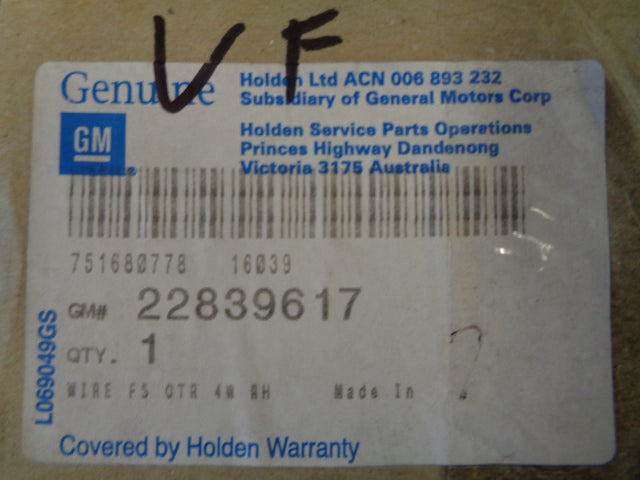 VF
Genuine
Holden Ltd ACN 006 893 232
Subsidiary of General Motors Corp
GM
®
Holden Service Parts Operations
Princes Highway Dandenong
Victoria 3175 Australia
751680778 16039
GM# 22839617
QTY. 1
WIRE FS OTR 4W RH Made In
L069049GS
Covered by Holden Warranty